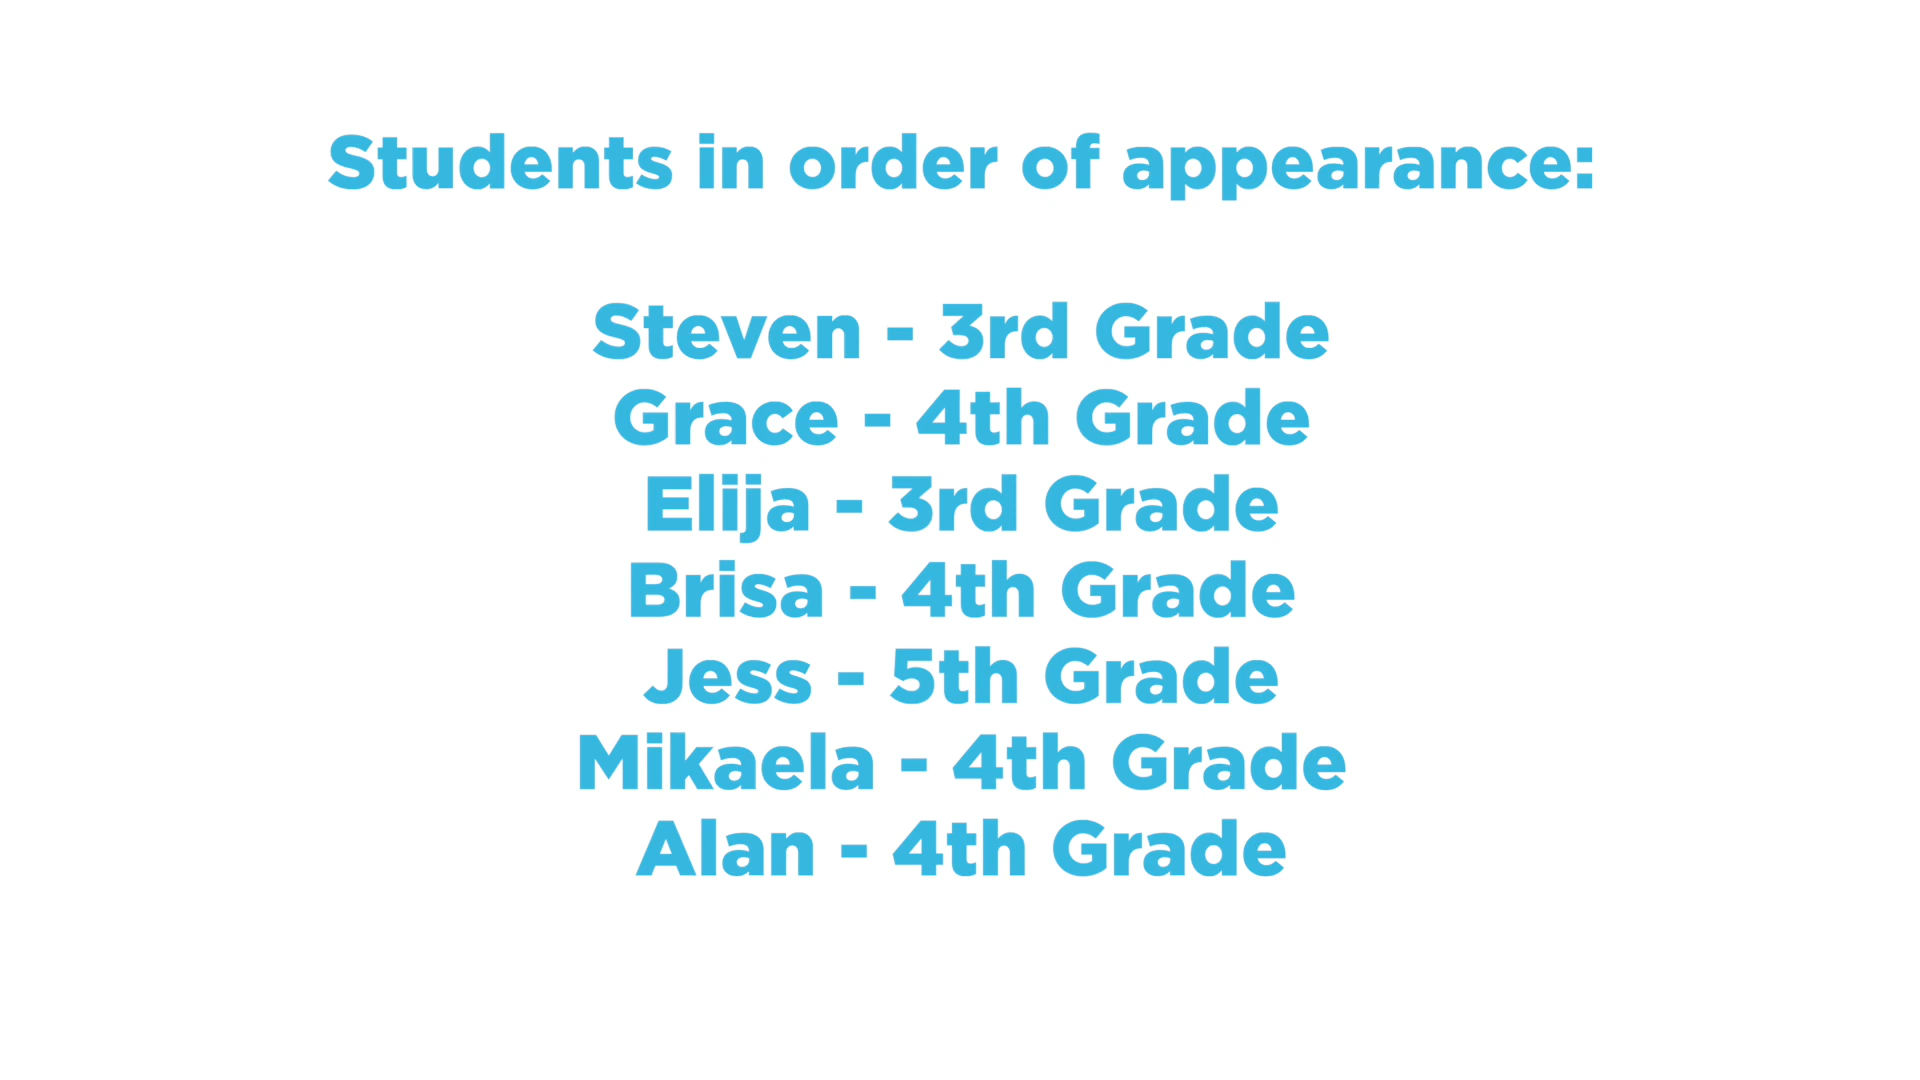 Students in order of appearance:
Steven - 3rd Grade
Grace - 4th Grade
Elija - 3rd Grade
Brisa - 4th Grade
Jess - 5th Grade
Mikaela - 4th Grade
Alan - 4th Grade